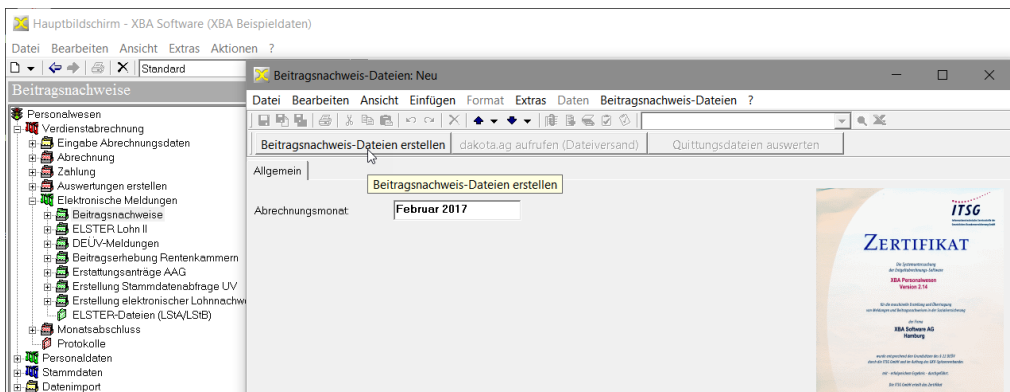 Hauptbildschirm - XBA Software (XBA Beispieldaten)
Datei Bearbeiten Ansicht Extras Aktionen ?
Standard
Beitragsnachweise
Personalwesen
Verdienstabrechnung
Eingabe Abrechnungsdaten
Abrechnung
Zahlung
Auswertungen erstellen
Elektronische Meldungen
Beitragsnachweise
ELSTER Lohn II
DEÜV-Meldungen
Beitragserhebung Rentenkammern
Erstattungsanträge AAG
Erstellung Stammdatenabfrage UV
Erstellung elektronischer Lohnnachwe
ELSTER-Dateien (LStA/LStB)
Monatsabschluss
Protokolle
Personaldaten
Stammdaten
Datenimport
Beitragsnachweis-Dateien: Neu
Datei Bearbeiten Ansicht Einfügen Format Extras Daten Beitragsnachweis-Dateien ?
Beitragsnachweis-Dateien erstellen dakota.ag aufrufen (Dateiversand) Quittungsdateien auswerten
Allgemein
Beitragsnachweis-Dateien erstellen
Abrechnungsmonat Februar 2017
ITSG
ZERTIFIKAT
XBA Personalwesen
Version 2.14
XBA Software AG
Hamburg